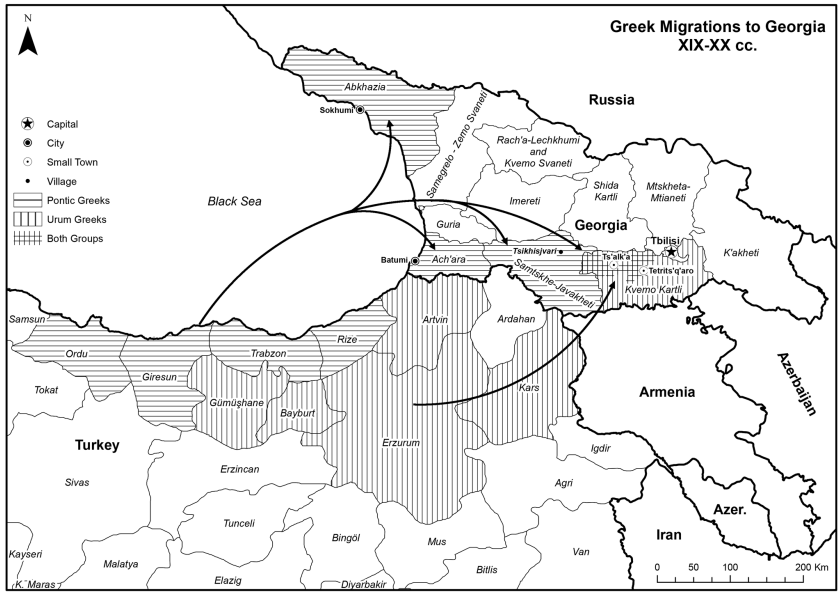 Greek Migrations to Georgia
XIX-XX cc.
N
Abkhazia
Sokhumi
Russia
Capital
City
Small Town
Village
Pontic Greeks
Urum Greeks
Both Groups
Black Sea
Samegrelo - Zemo Svaneti
Rach'a-Lechkhumi
and
Kvemo Svaneti
Imereti
Shida
Kartli
Mtskheta-
Mtianeti
Guria
Georgia
Tbilisi
K'akheti
Batumi
Ach'ara
Tsikhisjvari
Ts'alk'a
Tetrits'q'aro
Samtskhe-Javakheti
Kvemo Kartli
Samsun
Ordu
Giresun
Trabzon
Rize
Artvin
Ardahan
Tokat
Gümüşhane
Bayburt
Kars
Armenia
Azerbaijan
Turkey
Erzurum
Sivas
Erzincan
Igdir
Agri
Tunceli
Azer.
Iran
Kayseri
Malatya
Bingöl
Mus
Van
K. Maras
Elazig
Diyarbakir
Bitlis
0 50 100 200 Km